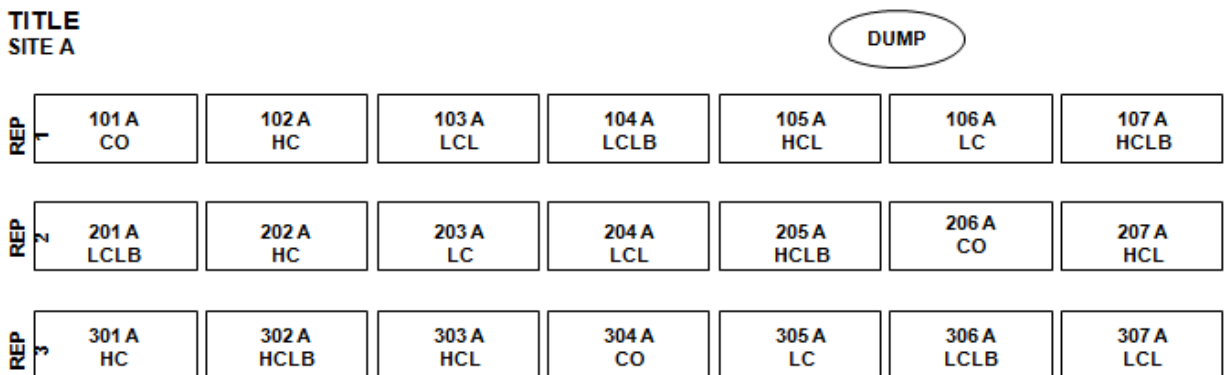 TITLE
SITE A
DUMP
REP 1
101 A
CO
102 A
HC
103 A
LCL
104 A
LCLB
105 A
HCL
106 A
LC
107 A
HCLB
REP 2
201 A
LCLB
202 A
HC
203 A
LC
204 A
LCL
205 A
HCLB
206 A
CO
207 A
HCL
REP 3
301 A
HC
302 A
HCLB
303 A
HCL
304 A
CO
305 A
LC
306 A
LCLB
307 A
LCL